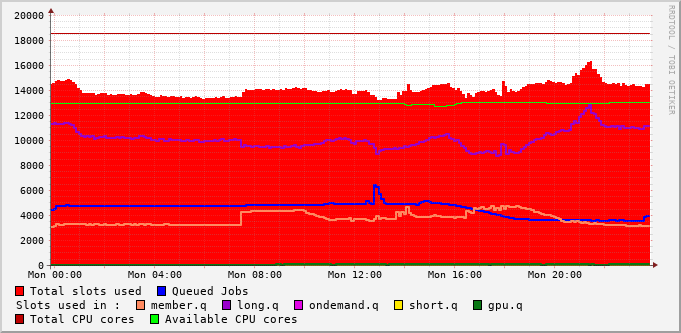 20000
18000
16000
14000
12000
10000
8000
6000
4000
2000
0
Mon 00:00 Mon 04:00 Mon 08:00 Mon 12:00 Mon 16:00 Mon 20:00
RRDTOOL / TOBI OETIKER
Total slots used Queued Jobs
Slots used in : member.q long.q ondemand.q short.q gpu.q
Total CPU cores Available CPU cores